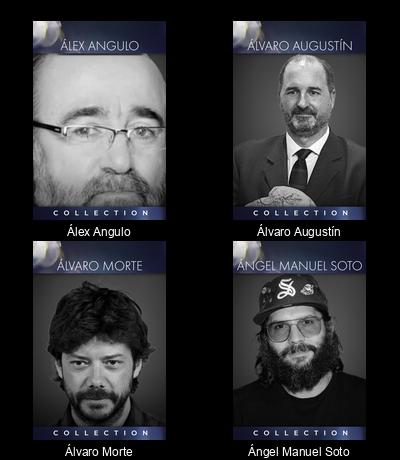 ÁLEX ANGULO
COLLECTION
Álex Angulo
ÁLVARO AUGUSTÍN
COLLECTION
Álvaro Augustín
ÁLVARO MORTE
COLLECTION
Álvaro Morte
ÁNGEL MANUEL SOTO
S
COLLECTION
Ángel Manuel Soto